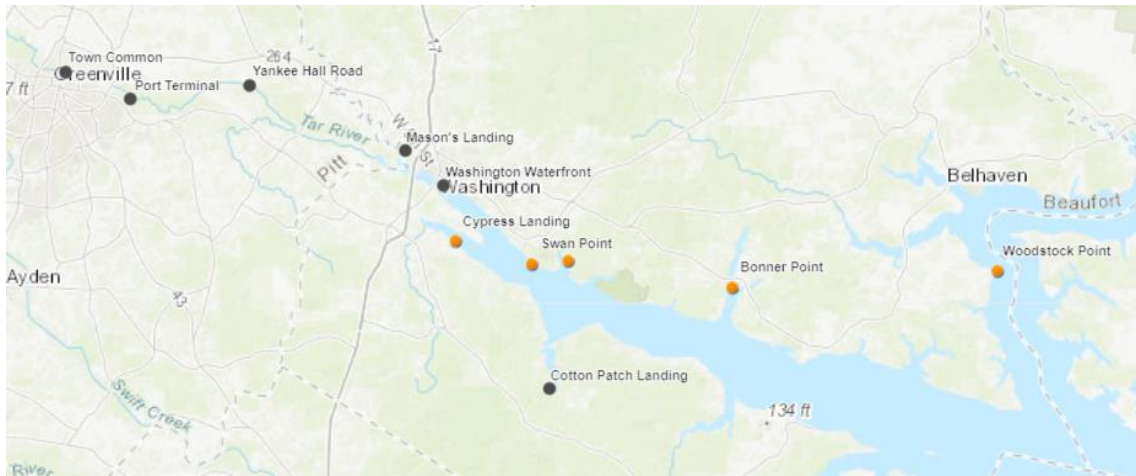 Town Common
Greenville
7 ft
Port Terminal
264
Yankee Hall Road
17
Tar River
Mason's Landing
Pitt
Washington Waterfront
Washington
Cypress Landing
Swan Point
Belhaven
Beaufort
Bonner Point
Woodstock Point
Ayden
43
Cotton Patch Landing
134 ft
Swift Creek
River